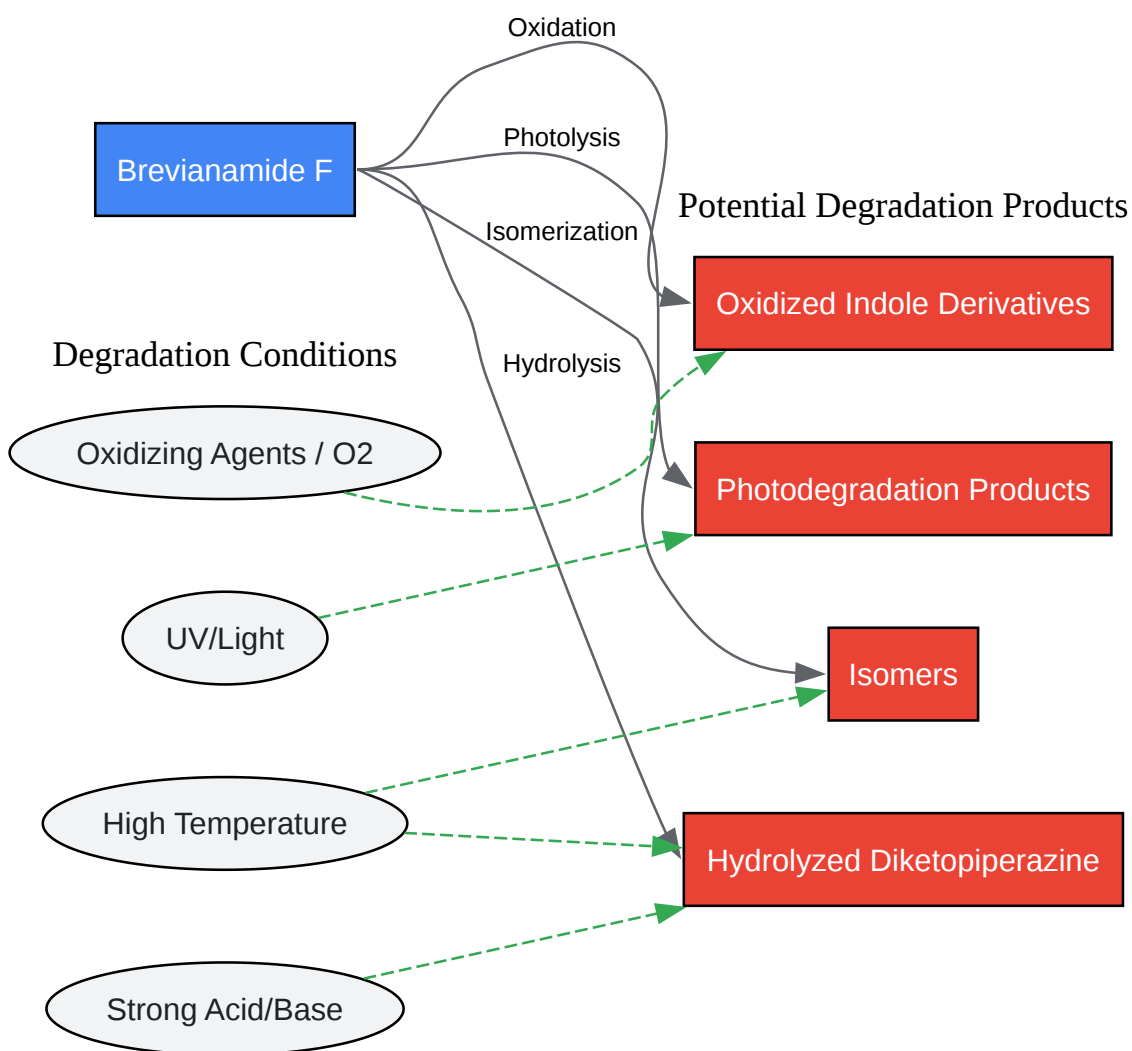 Oxidation
Brevianamide F
Photolysis
Potential Degradation Products
Isomerization
Oxidized Indole Derivatives
Degradation Conditions
Hydrolysis
Oxidizing Agents / O2
Photodegradation Products
UV/Light
Isomers
High Temperature
Hydrolyzed Diketopiperazine
Strong Acid/Base